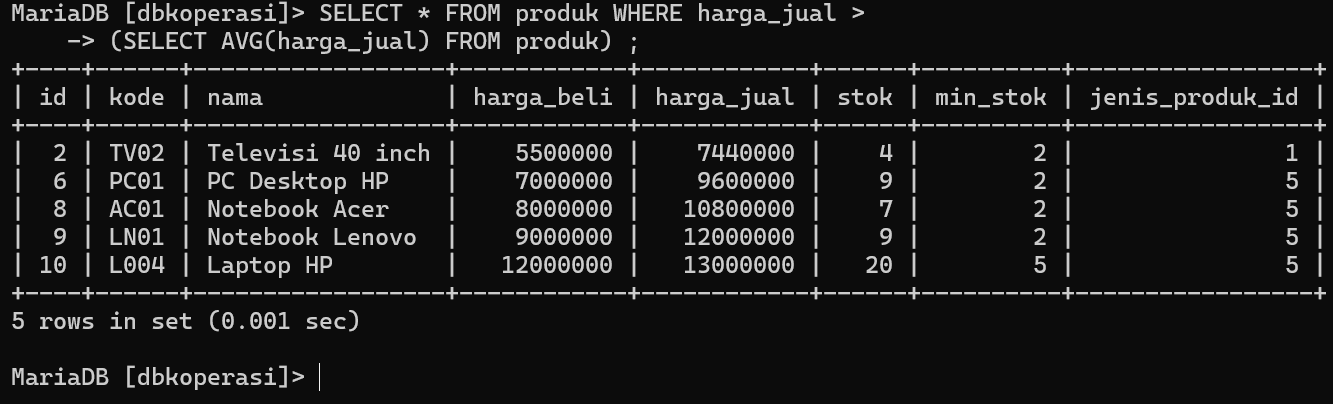 MariaDB [dbkoperasi]> SELECT * FROM produk WHERE harga_jual >
    -> (SELECT AVG(harga_jual) FROM produk) ;
+----+------+------------------+------------+------------+------+----------+-----------------+
| id | kode | nama             | harga_beli | harga_jual | stok | min_stok | jenis_produk_id |
+----+------+------------------+------------+------------+------+----------+-----------------+
|  2 | TV02 | Televisi 40 inch |    5500000 |    7440000 |    4 |        2 |               1 |
|  6 | PC01 | PC Desktop HP    |    7000000 |    9600000 |    9 |        2 |               5 |
|  8 | AC01 | Notebook Acer    |    8000000 |   10800000 |    7 |        2 |               5 |
|  9 | LN01 | Notebook Lenovo  |    9000000 |   12000000 |    9 |        2 |               5 |
| 10 | L004 | Laptop HP        |   12000000 |   13000000 |   20 |        5 |               5 |
+----+------+------------------+------------+------------+------+----------+-----------------+
5 rows in set (0.001 sec)
MariaDB [dbkoperasi]>